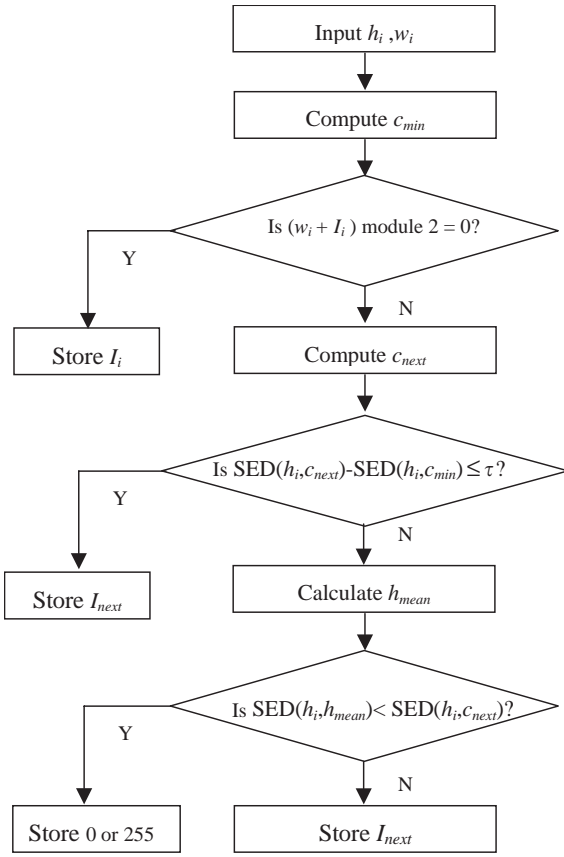 Input h_i ,w_i
Compute c_min
Is (w_i + I_i ) module 2 = 0?
Y
N
Store I_i
Compute c_next
Is SED(h_i,c_next)-SED(h_i,c_min) ≤ τ?
Y
N
Store I_next
Calculate h_mean
Is SED(h_i,h_mean)< SED(h_i,c_next)?
Y
N
Store 0 or 255
Store I_next